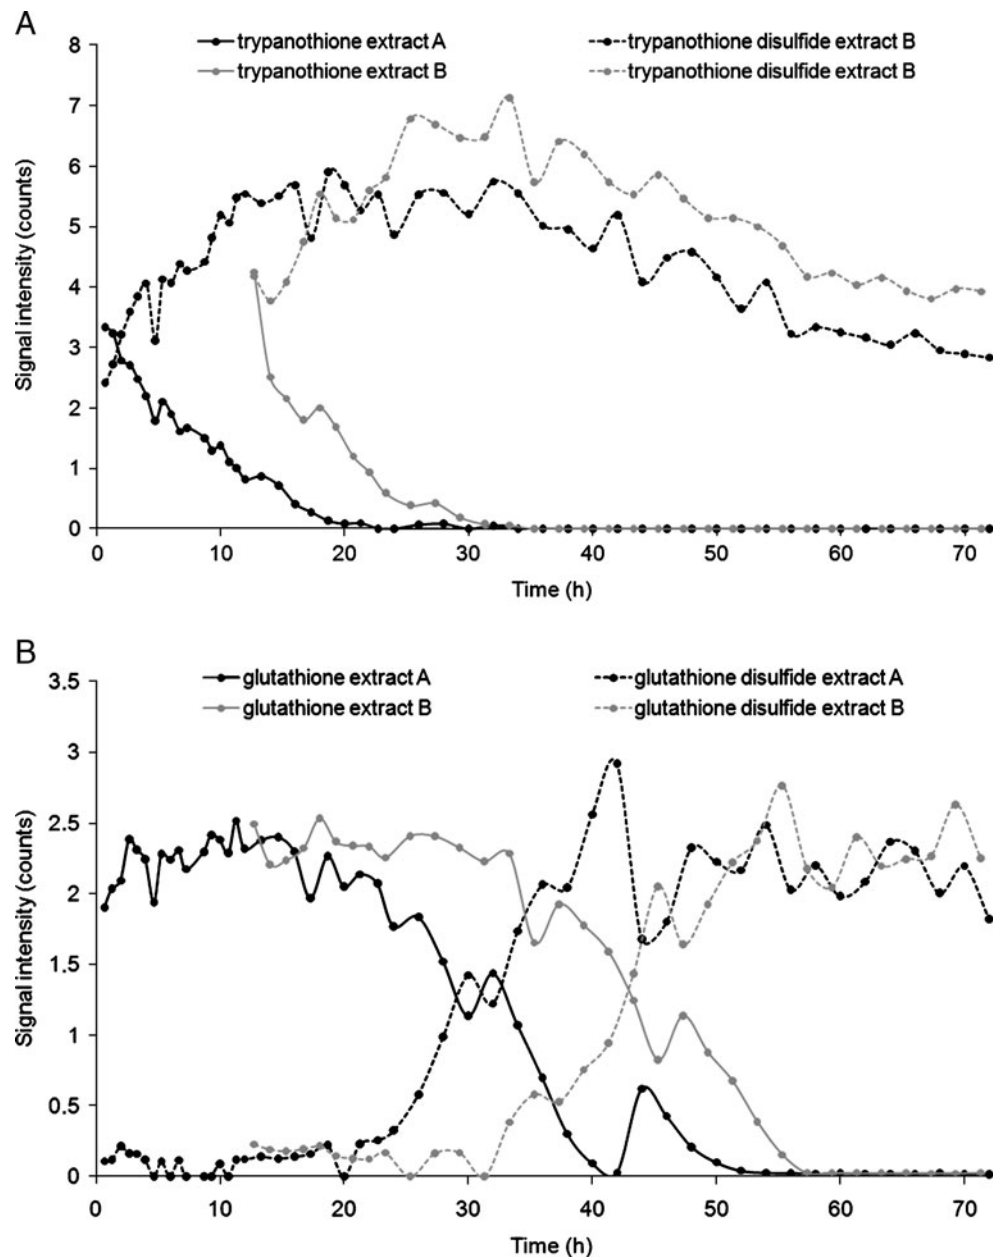 A
trypanothione extract A
trypanothione disulfide extract B
trypanothione extract B
trypanothione disulfide extract B
8
7
6
5
4
3
2
1
0
Signal intensity (counts)
0 10 20 30 40 50 60 70
Time (h)
B
glutathione extract A
glutathione disulfide extract A
glutathione extract B
glutathione disulfide extract B
3.5
3
2.5
2
1.5
1
0.5
0
Signal intensity (counts)
0 10 20 30 40 50 60 70
Time (h)